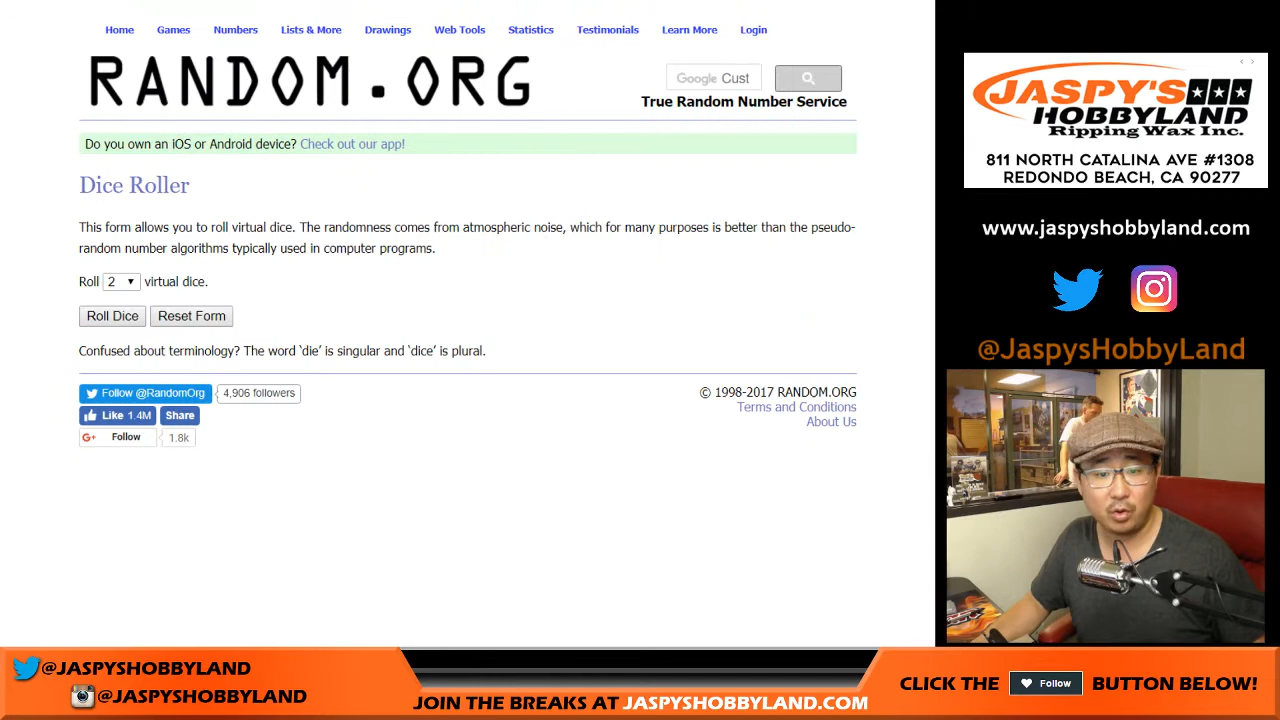 Home Games Numbers Lists & More Drawings Web Tools Statistics Testimonials Learn More Login
RANDOM.ORG
Google Cust
True Random Number Service
Do you own an iOS or Android device? Check out our app!
Dice Roller
This form allows you to roll virtual dice. The randomness comes from atmospheric noise, which for many purposes is better than the pseudo-
random number algorithms typically used in computer programs.
Roll 2 virtual dice.
Roll Dice Reset Form
Confused about terminology? The word ‘die’ is singular and ‘dice’ is plural.
Follow @RandomOrg 4,906 followers
Like 1.4M Share
G+ Follow 1.8k
© 1998-2017 RANDOM.ORG
Terms and Conditions
About Us
JASPY'S
HOBBYLAND
Ripping Wax Inc.
811 NORTH CATALINA AVE #1308
REDONDO BEACH, CA 90277
www.jaspyshobbyland.com
@JaspysHobbyLand
@JASPYSHOBBYLAND
@JASPYSHOBBYLAND
JOIN THE BREAKS AT JASPYSHOBBYLAND.COM
CLICK THE Follow BUTTON BELOW!